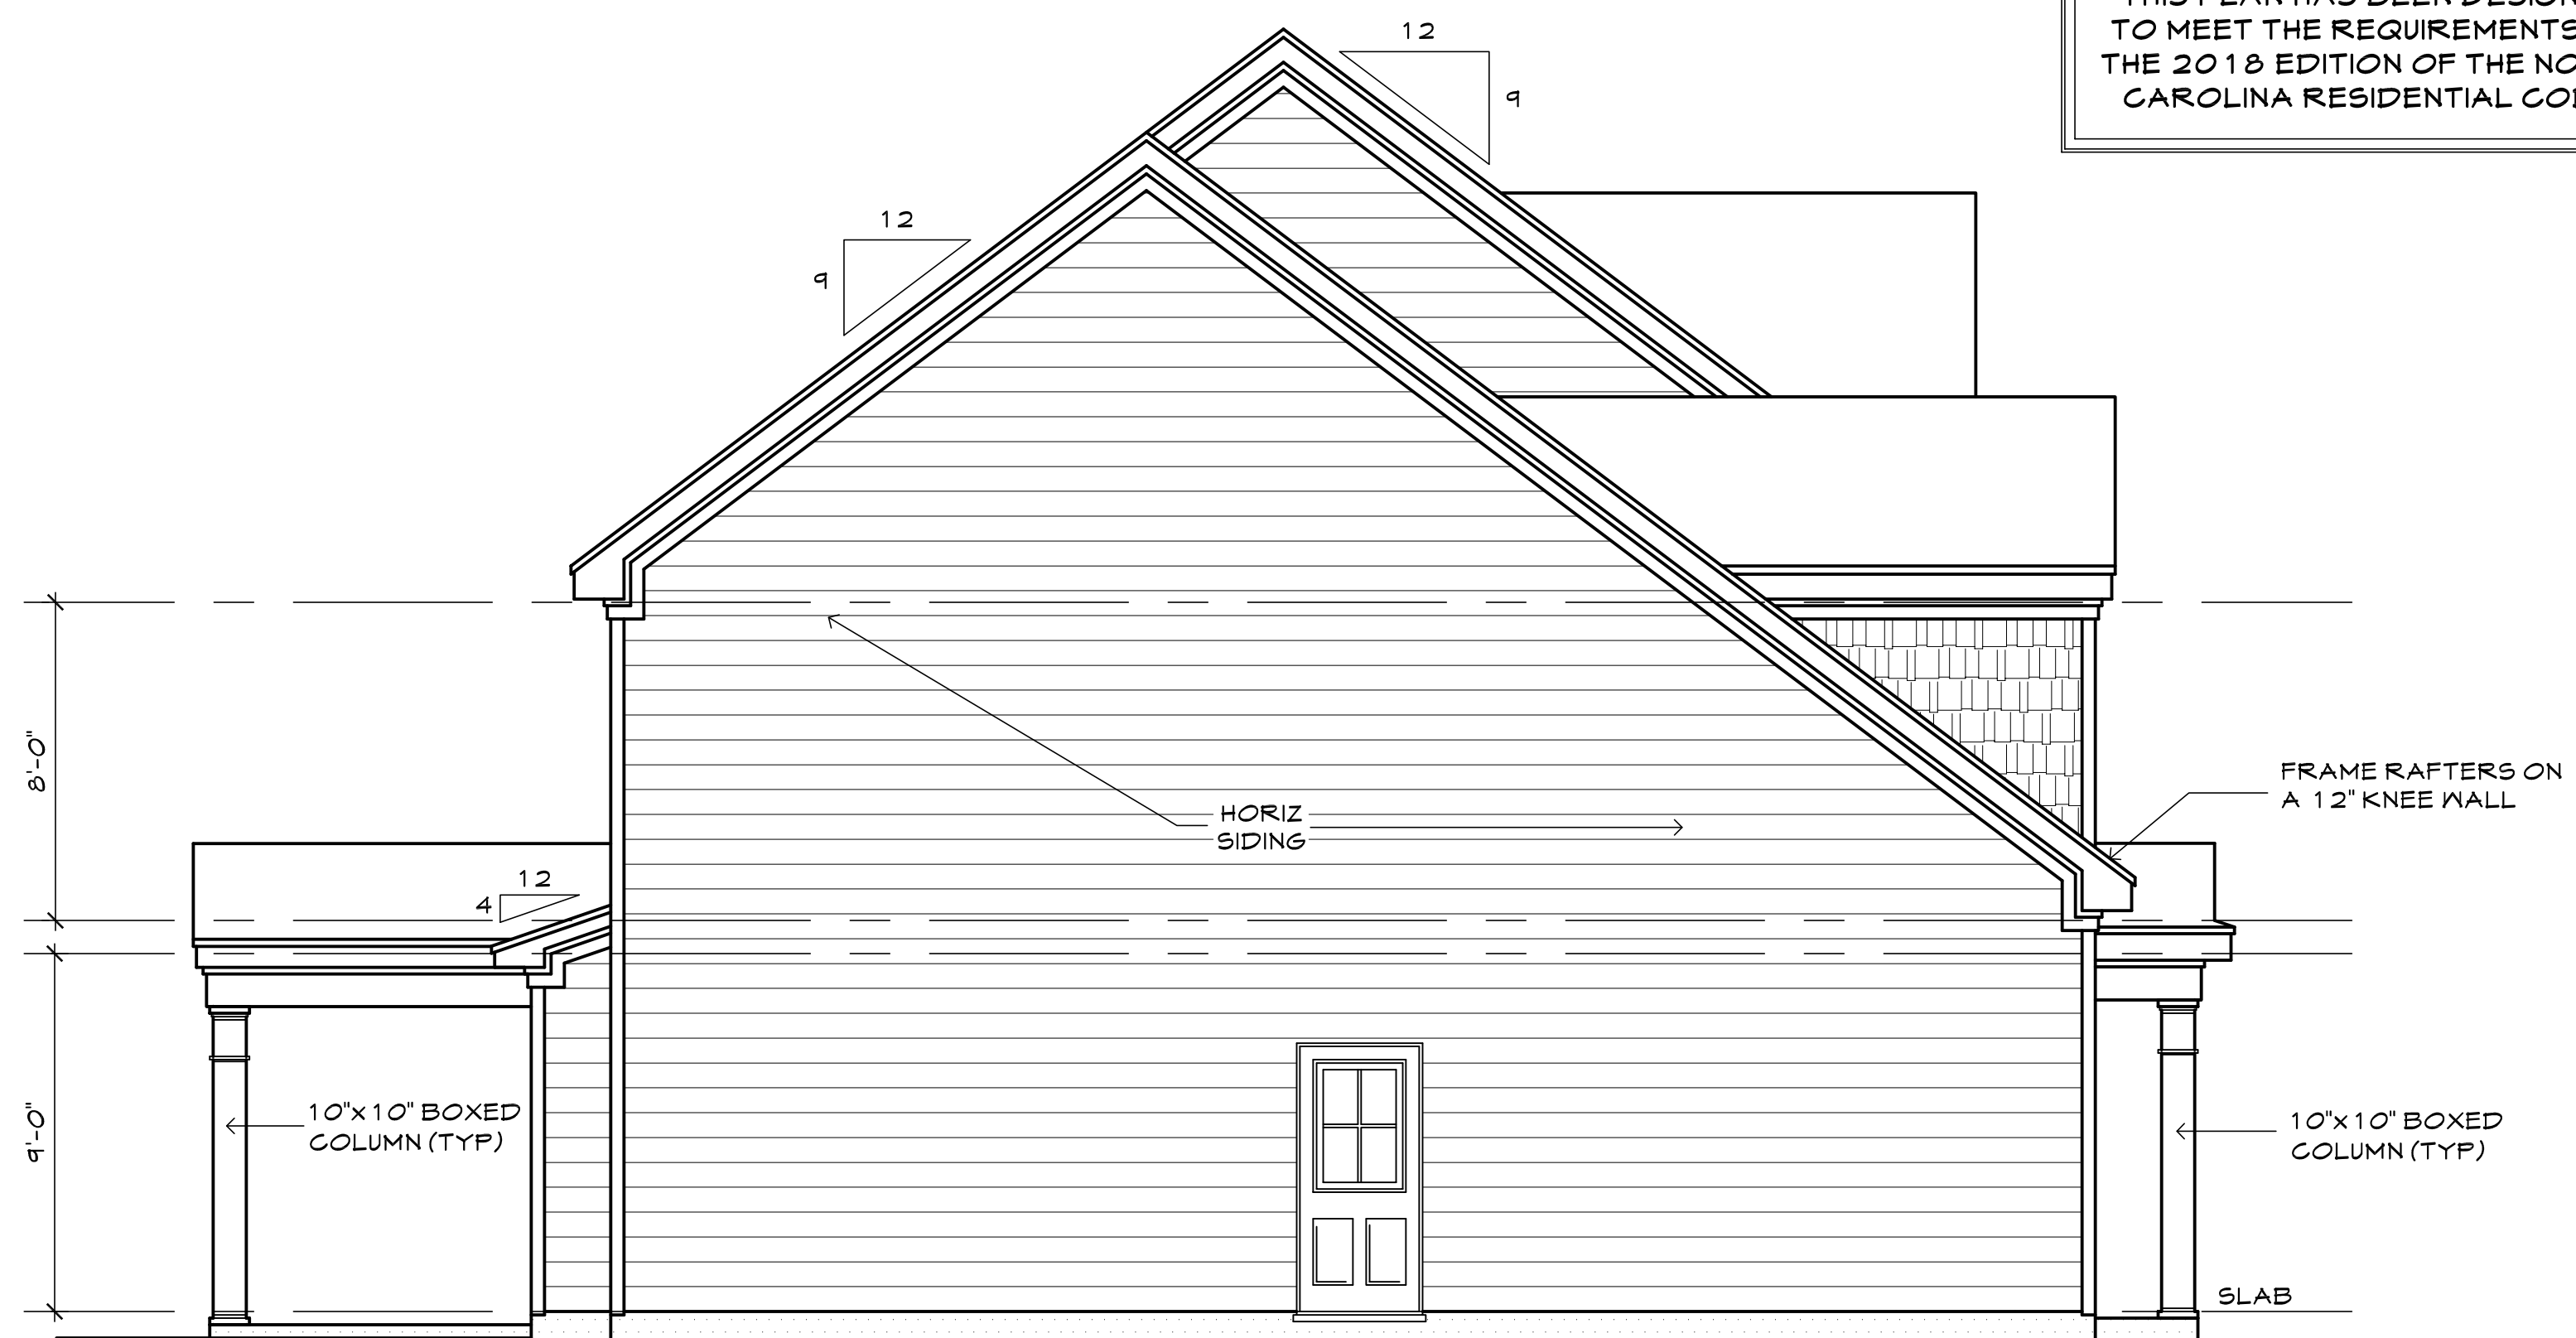 TO MEET THE REQUIREMENTS
THE 2018 EDITION OF THE
CAROLINA RESIDENTIAL
12
9
12
9
8'-0"
FRAME RAFTERS ON
A 12" KNEE WALL
HORIZ
SIDING
12
4
9'-0"
10"x10" BOXED
COLUMN (TYP)
10"x10" BOXED
COLUMN (TYP)
SLAB